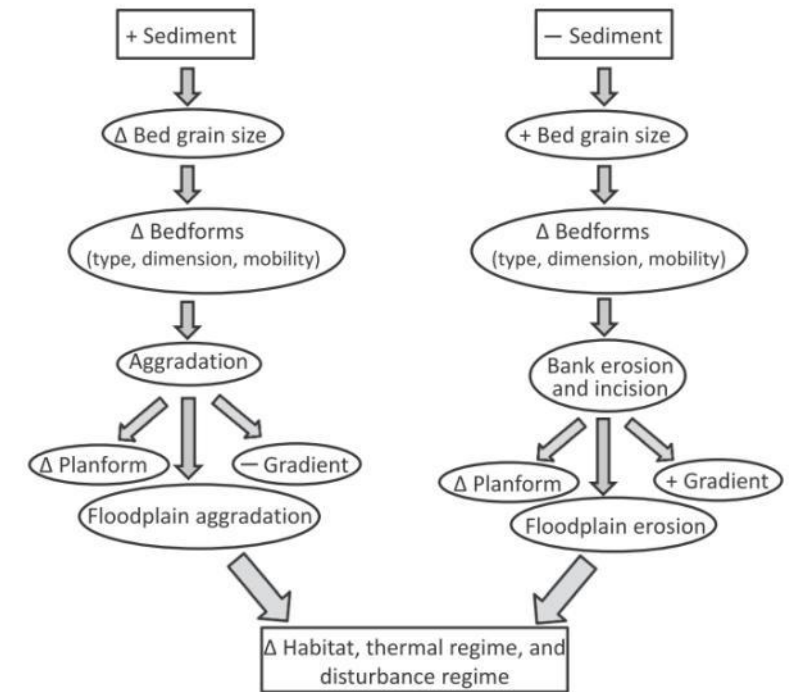 + Sediment
Δ Bed grain size
Δ Bedforms
(type, dimension, mobility)
Aggradation
Δ Planform
− Gradient
Floodplain aggradation
− Sediment
+ Bed grain size
Δ Bedforms
(type, dimension, mobility)
Bank erosion
and incision
Δ Planform
+ Gradient
Floodplain erosion
Δ Habitat, thermal regime, and
disturbance regime